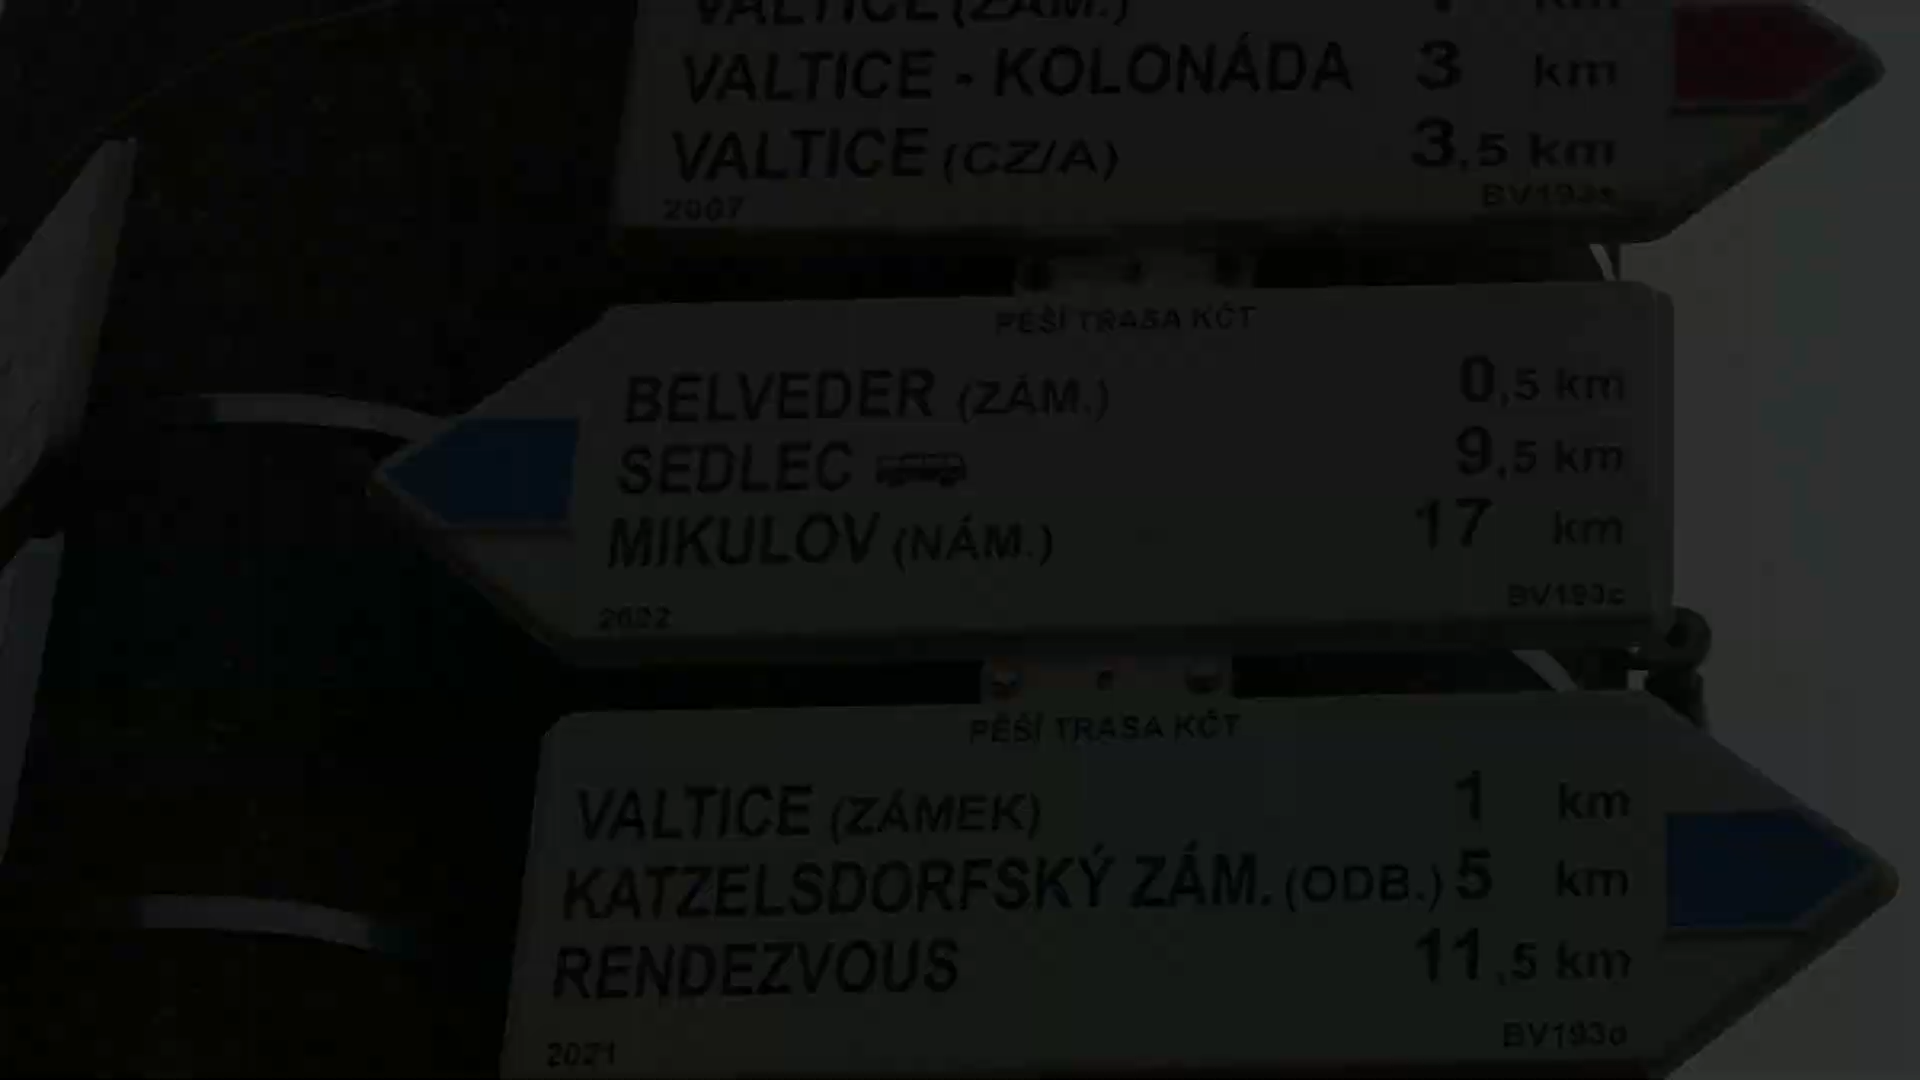 VALTICE (ZÁM.) 1 km
VALTICE - KOLONÁDA 3 km
VALTICE (CZ/A) 3,5 km
2007
PĚŠÍ TRASA KČT
BELVEDER (ZÁM.) 0,5 km
SEDLEC 9,5 km
MIKULOV (NÁM.) 17 km
2022 BV193c
PĚŠÍ TRASA KČT
VALTICE (ZÁMEK) 1 km
KATZELSDORFSKÝ ZÁM. (ODB.) 5 km
RENDEZVOUS 11,5 km
2021